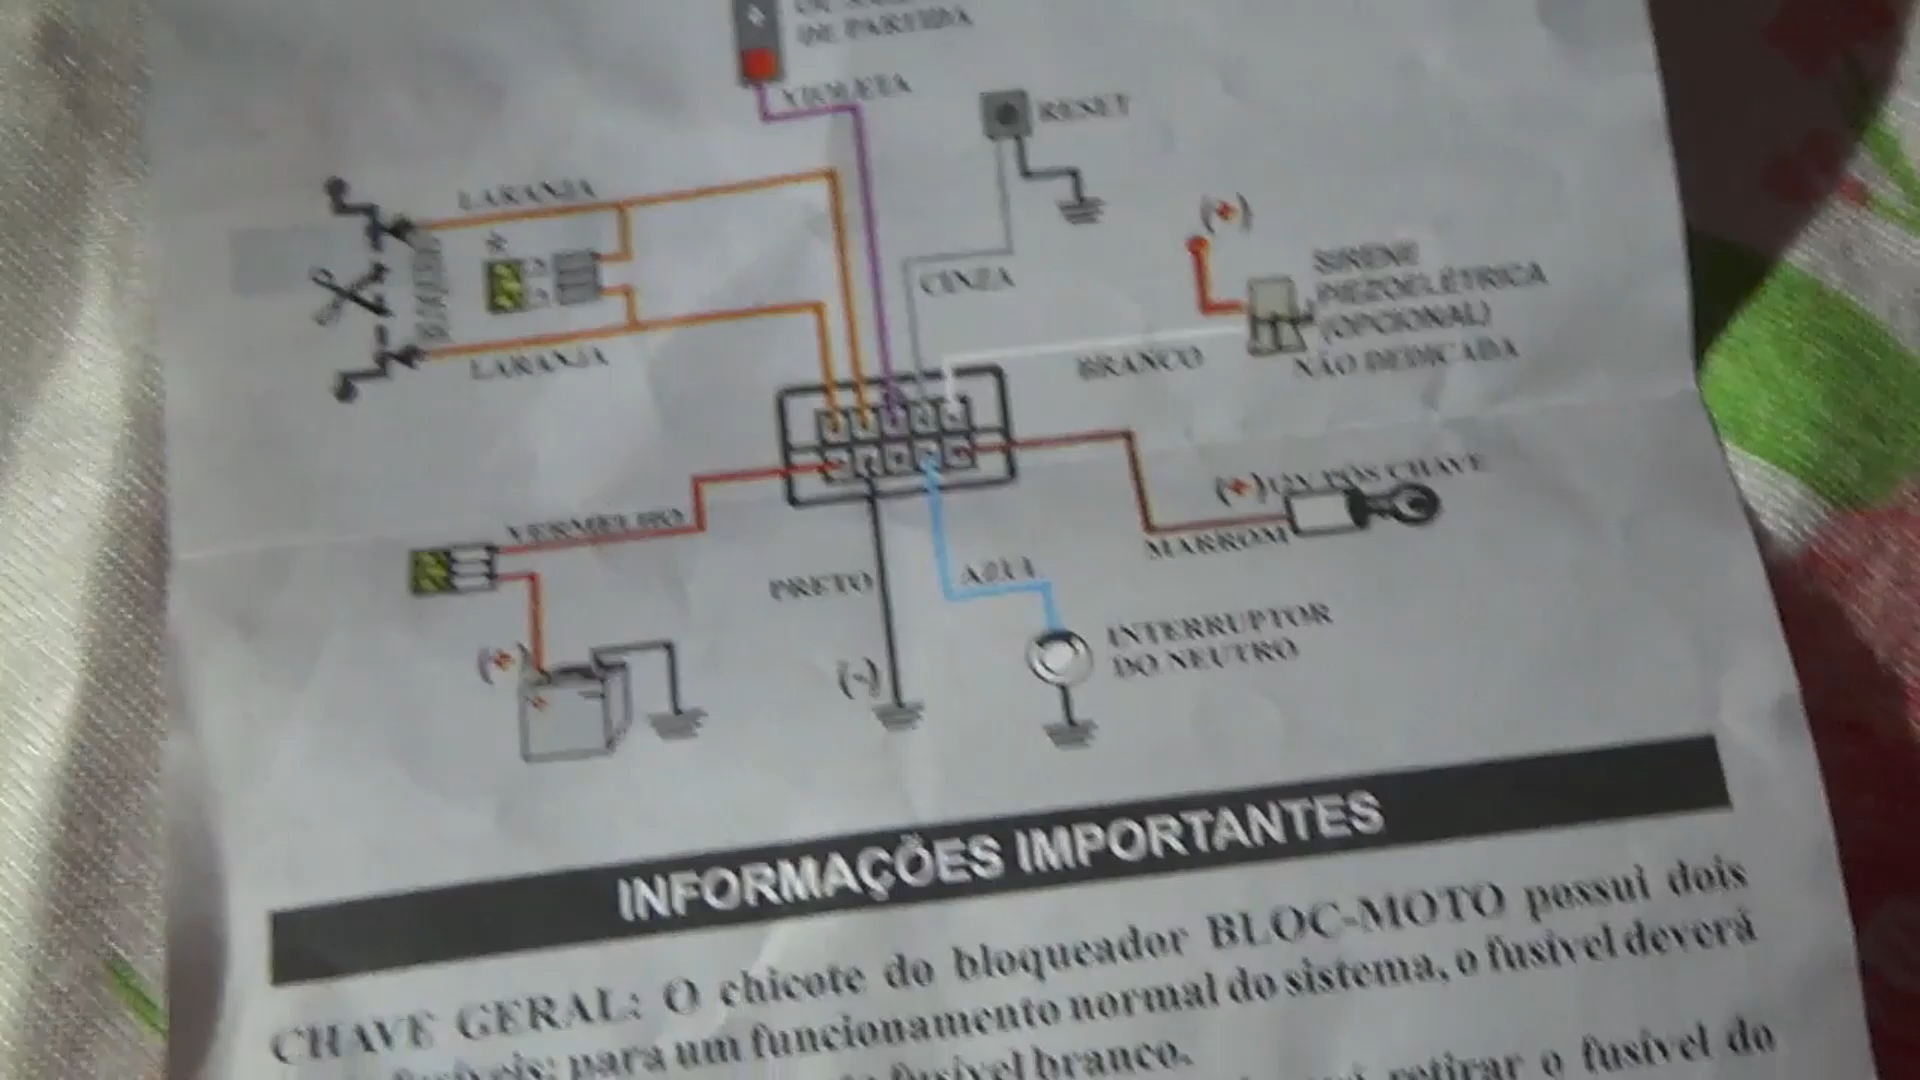 DE PARTIDA
VIOLETA
RESET
LARANJA
(+)
CINZA
SIRENE
PIEZOELÉTRICA
(OPCIONAL)
NÃO DEDICADA
LARANJA
BRANCO
(+) ON PÓS CHAVE
VERMELHO
MARROM
PRETO
AZUL
INTERRUPTOR
DO NEUTRO
(+)
(-)
INFORMAÇÕES IMPORTANTES
CHAVE GERAL: O chicote do bloqueador BLOC-MOTO possui dois
fusíveis; para um funcionamento normal do sistema, o fusível deverá
fusível branco.
retirar o fusível do